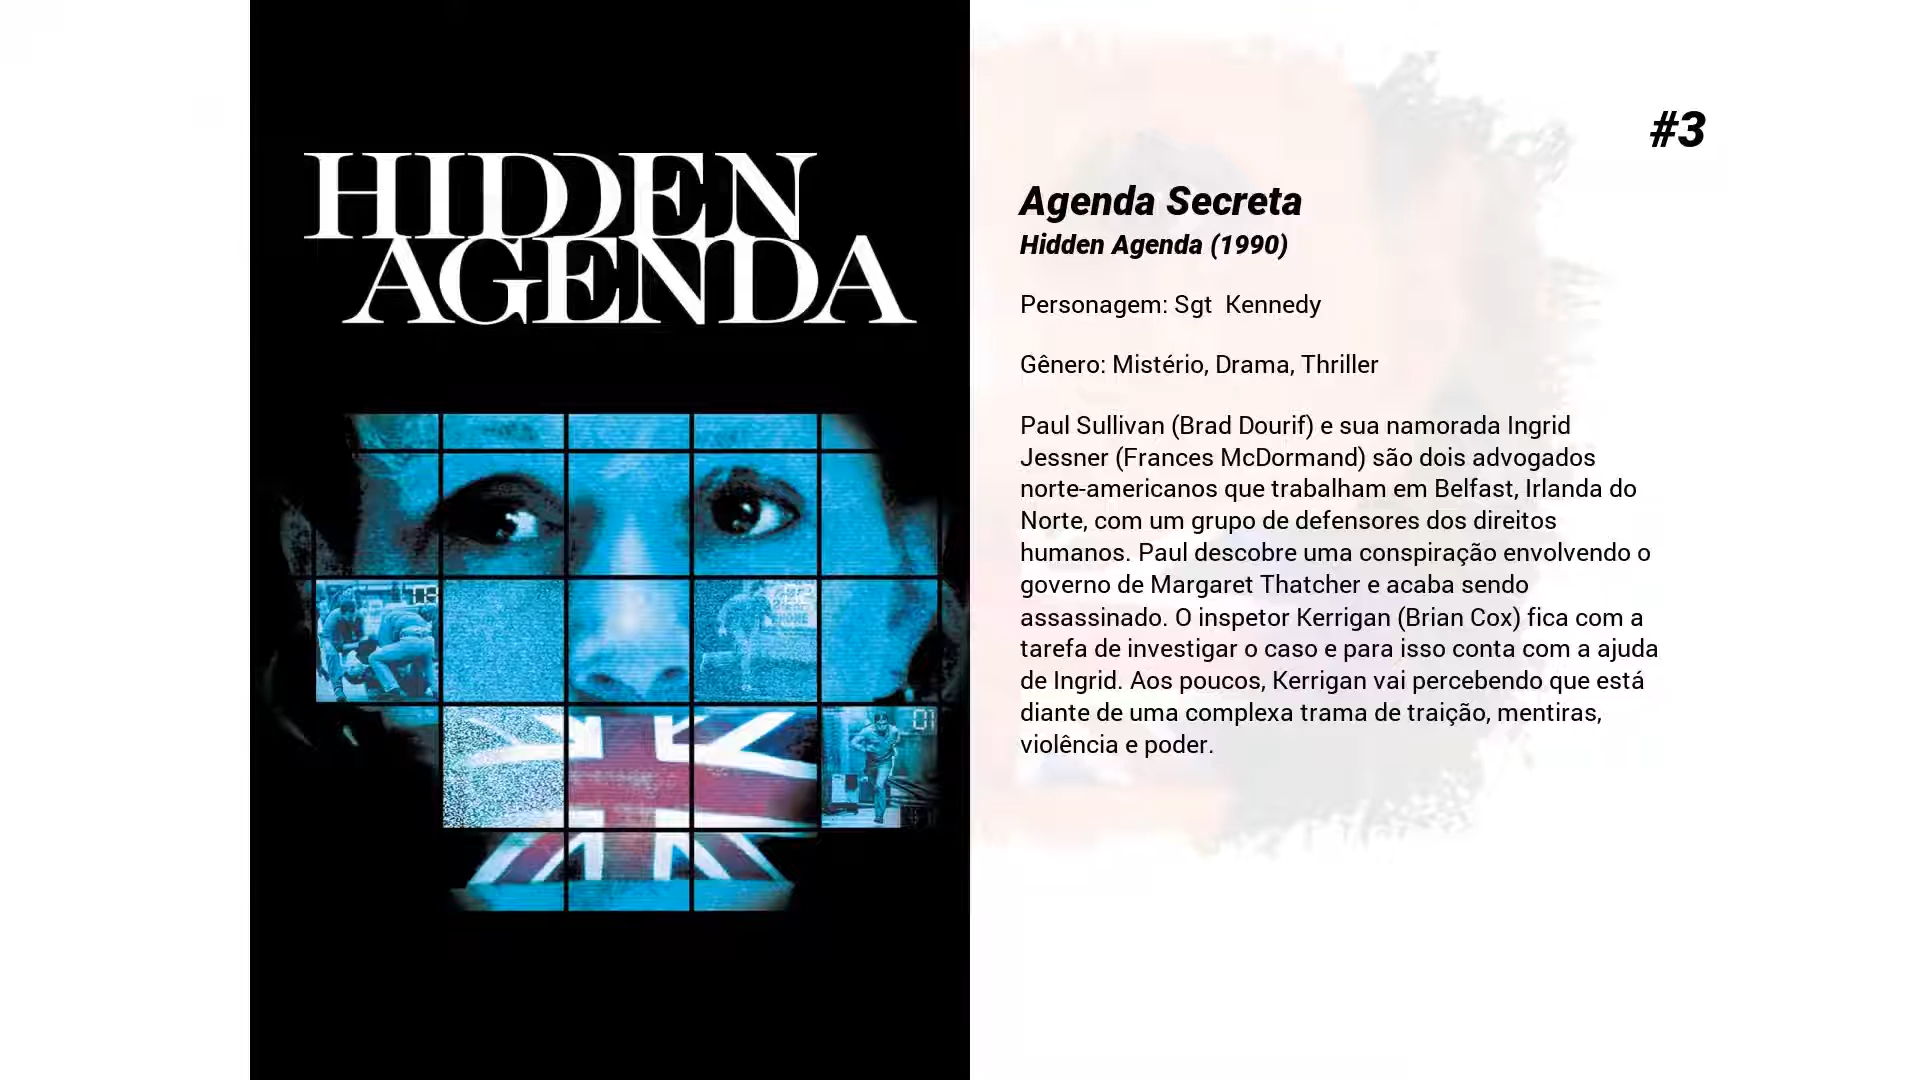 HIDDEN
AGENDA
#3
Agenda Secreta
Hidden Agenda (1990)
Personagem: Sgt  Kennedy
Gênero: Mistério, Drama, Thriller
Paul Sullivan (Brad Dourif) e sua namorada Ingrid
Jessner (Frances McDormand) são dois advogados
norte-americanos que trabalham em Belfast, Irlanda do
Norte, com um grupo de defensores dos direitos
humanos. Paul descobre uma conspiração envolvendo o
governo de Margaret Thatcher e acaba sendo
assassinado. O inspetor Kerrigan (Brian Cox) fica com a
tarefa de investigar o caso e para isso conta com a ajuda
de Ingrid. Aos poucos, Kerrigan vai percebendo que está
diante de uma complexa trama de traição, mentiras,
violência e poder.
01